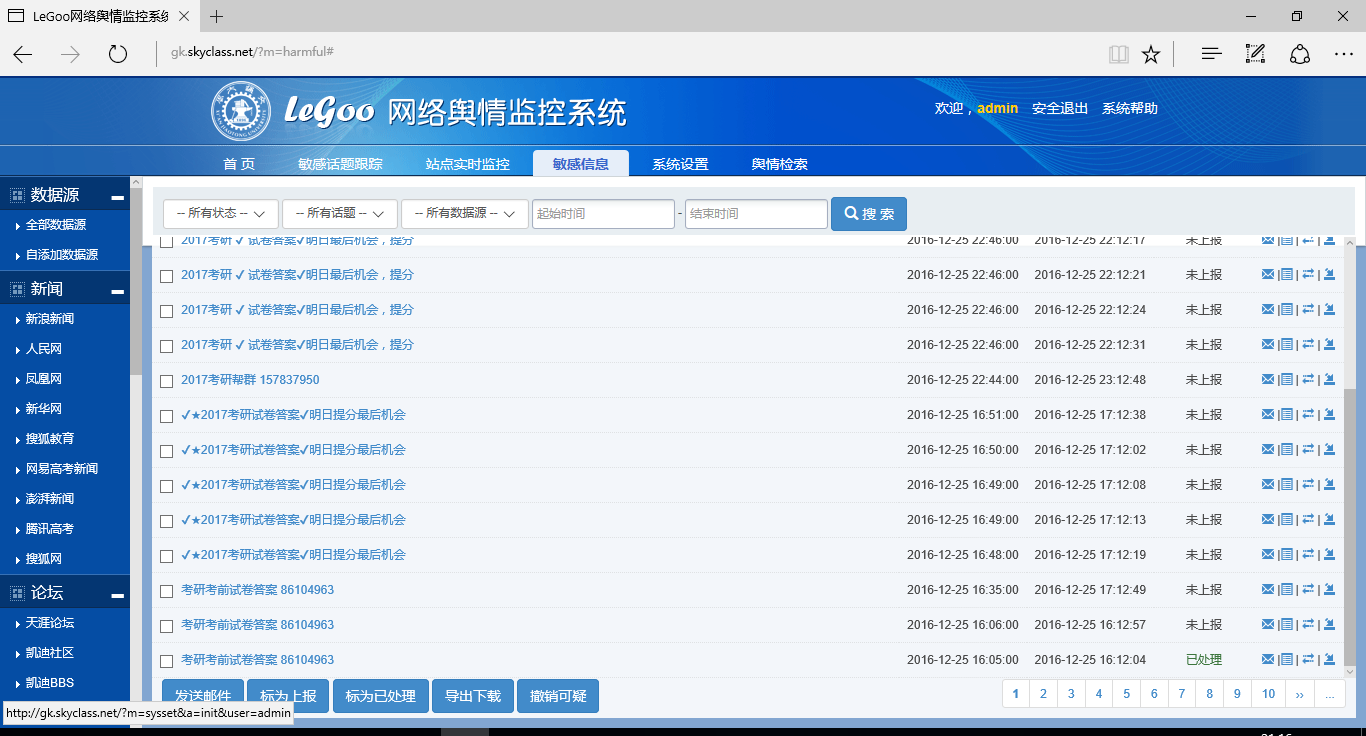 LeGoo网络舆情监控系统
gk.skyclass.net/?m=harmful#
LeGoo 网络舆情监控系统
欢迎，admin 安全退出 系统帮助
首 页 敏感话题跟踪 站点实时监控 敏感信息 系统设置 舆情检索
数据源
全部数据源
自添加数据源
新闻
新浪新闻
人民网
凤凰网
新华网
搜狐教育
网易高考新闻
澎湃新闻
腾讯高考
搜狐网
论坛
天涯论坛
凯迪社区
凯迪BBS
-- 所有状态 -- -- 所有话题 -- -- 所有数据源 -- 起始时间 - 结束时间 搜 索
2017考研 ✓ 试卷答案✓明日最后机会，提分 2016-12-25 22:46:00 2016-12-25 22:12:17 未上报
2017考研 ✓ 试卷答案✓明日最后机会，提分 2016-12-25 22:46:00 2016-12-25 22:12:21 未上报
2017考研 ✓ 试卷答案✓明日最后机会，提分 2016-12-25 22:46:00 2016-12-25 22:12:24 未上报
2017考研 ✓ 试卷答案✓明日最后机会，提分 2016-12-25 22:46:00 2016-12-25 22:12:31 未上报
2017考研帮群 157837950 2016-12-25 22:44:00 2016-12-25 23:12:48 未上报
✓★2017考研试卷答案✓明日提分最后机会 2016-12-25 16:51:00 2016-12-25 17:12:38 未上报
✓★2017考研试卷答案✓明日提分最后机会 2016-12-25 16:50:00 2016-12-25 17:12:02 未上报
✓★2017考研试卷答案✓明日提分最后机会 2016-12-25 16:49:00 2016-12-25 17:12:08 未上报
✓★2017考研试卷答案✓明日提分最后机会 2016-12-25 16:49:00 2016-12-25 17:12:13 未上报
✓★2017考研试卷答案✓明日提分最后机会 2016-12-25 16:48:00 2016-12-25 17:12:19 未上报
考研考前试卷答案 86104963 2016-12-25 16:35:00 2016-12-25 17:12:49 未上报
考研考前试卷答案 86104963 2016-12-25 16:06:00 2016-12-25 17:12:57 未上报
考研考前试卷答案 86104963 2016-12-25 16:05:00 2016-12-25 16:12:04 已处理
发送邮件 标为上报 标为已处理 导出下载 撤销可疑 1 2 3 4 5 6 7 8 9 10 ›› ...
http://gk.skyclass.net/?m=sysset&a=init&user=admin